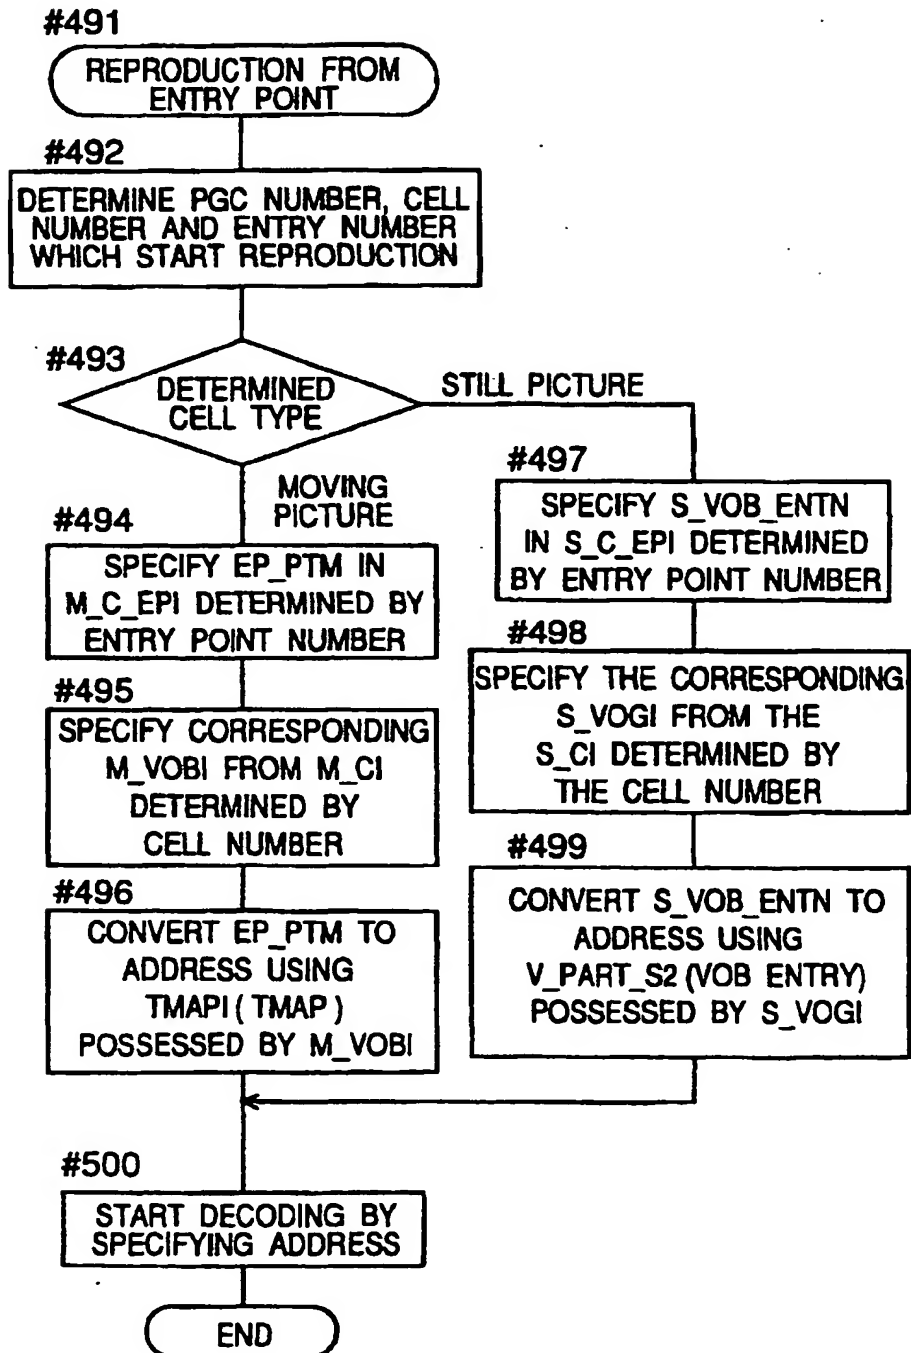 #491
REPRODUCTION FROM
ENTRY POINT
#492
DETERMINE PGC NUMBER, CELL
NUMBER AND ENTRY NUMBER
WHICH START REPRODUCTION
#493
DETERMINED
CELL TYPE
STILL PICTURE
MOVING
PICTURE
#494
SPECIFY EP_PTM IN
M_C_EPI DETERMINED BY
ENTRY POINT NUMBER
#495
SPECIFY CORRESPONDING
M_VOBI FROM M_CI
DETERMINED BY
CELL NUMBER
#496
CONVERT EP_PTM TO
ADDRESS USING
TMAPI ( TMAP )
POSSESSED BY M_VOBI
#497
SPECIFY S_VOB_ENTN
IN S_C_EPI DETERMINED
BY ENTRY POINT NUMBER
#498
SPECIFY THE CORRESPONDING
S_VOGI FROM THE
S_CI DETERMINED BY
THE CELL NUMBER
#499
CONVERT S_VOB_ENTN TO
ADDRESS USING
V_PART_S2 (VOB ENTRY)
POSSESSED BY S_VOGI
#500
START DECODING BY
SPECIFYING ADDRESS
END